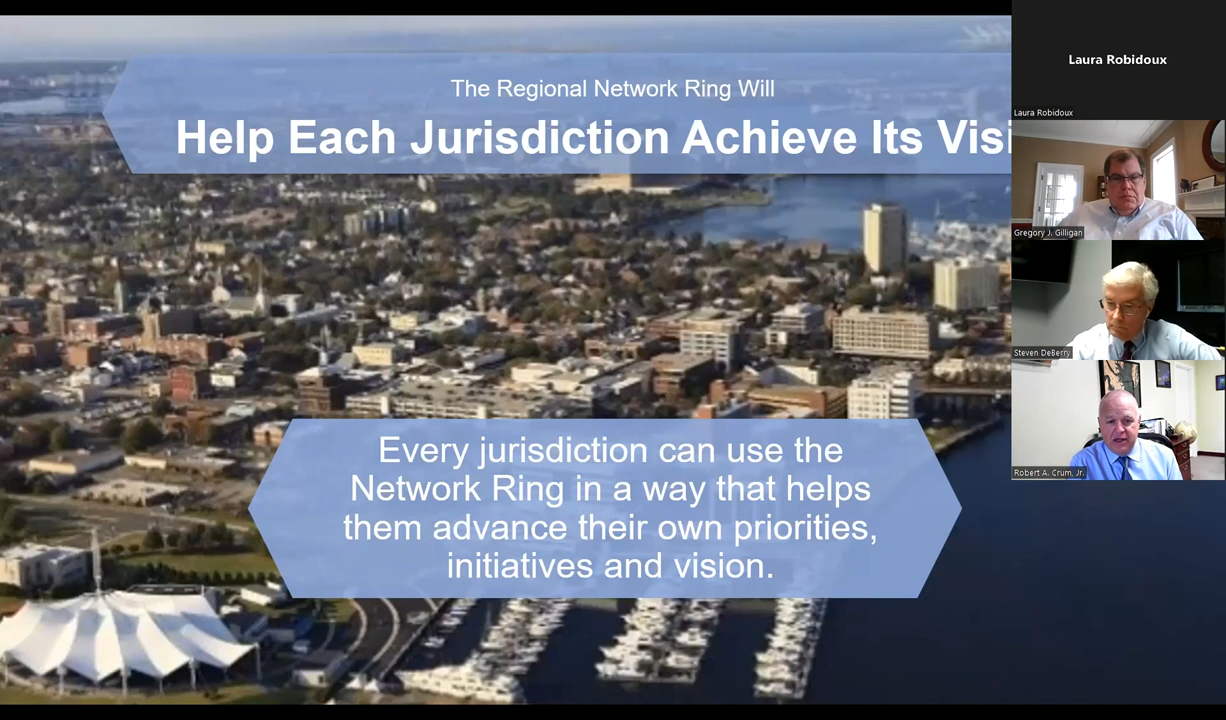 The Regional Network Ring Will
Help Each Jurisdiction Achieve Its Visi
Every jurisdiction can use the
Network Ring in a way that helps
them advance their own priorities,
initiatives and vision.
Laura Robidoux
Laura Robidoux
Gregory J. Gilligan
Steven DeBerry
Robert A. Crum, Jr.